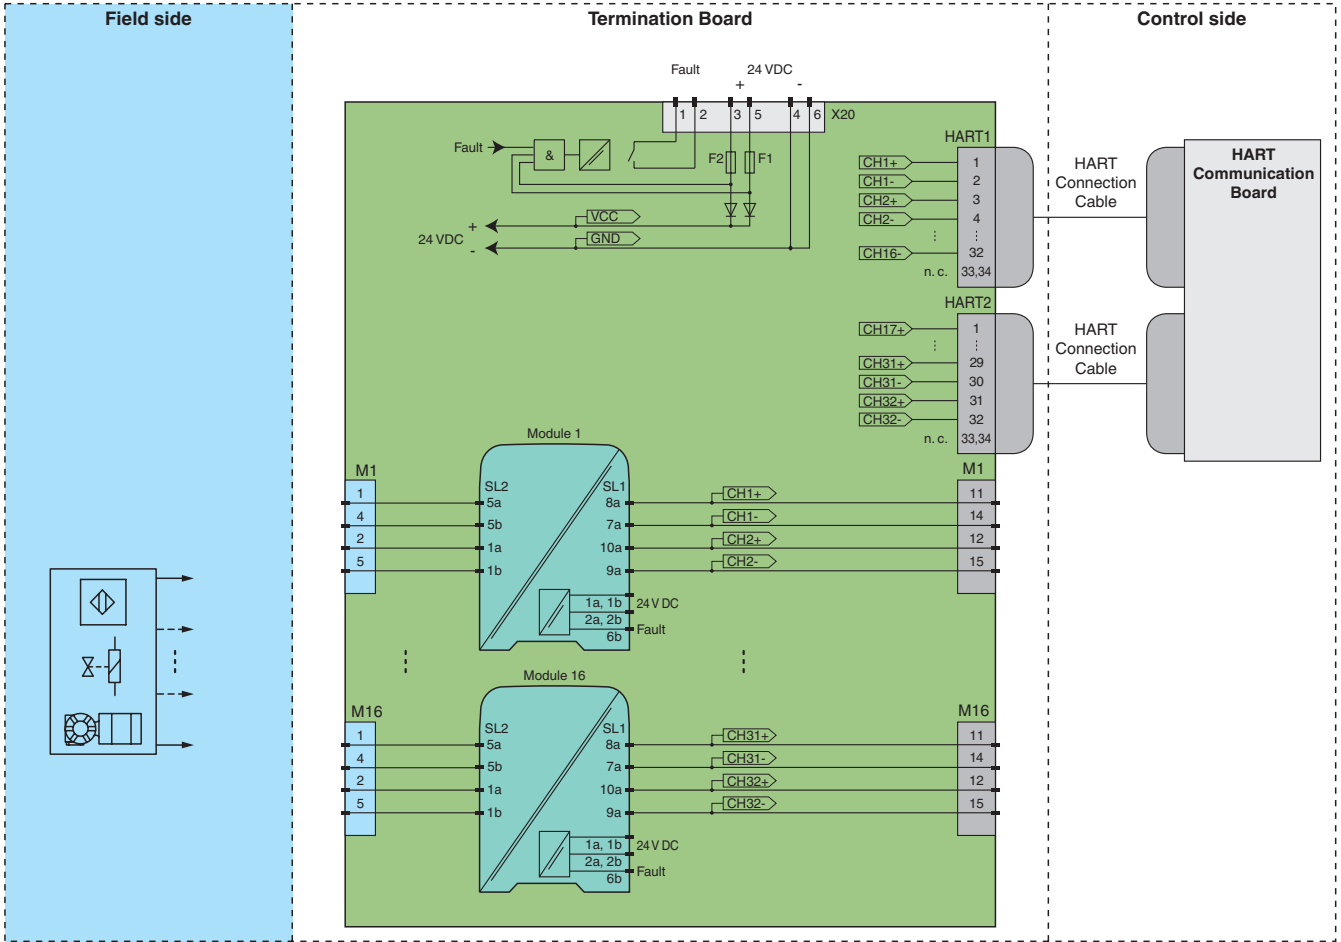 Field side
Termination Board
Control side
Fault
24 VDC
+
-
1 2 3 5 4 6 X20
Fault
&
F2 F1
VCC
+
24 VDC
-
GND
HART1
CH1+ 1
CH1- 2
CH2+ 3
CH2- 4
CH16- 32
n. c. 33,34
HART
Connection
Cable
HART
Communication
Board
HART2
CH17+ 1
CH31+ 29
CH31- 30
CH32+ 31
CH32- 32
n. c. 33,34
HART
Connection
Cable
Module 1
M1
1
4
2
5
SL2
5a
5b
1a
1b
SL1
8a
7a
10a
9a
1a, 1b
2a, 2b
6b
24 V DC
Fault
CH1+
CH1-
CH2+
CH2-
M1
11
14
12
15
Module 16
M16
1
4
2
5
SL2
5a
5b
1a
1b
SL1
8a
7a
10a
9a
1a, 1b
2a, 2b
6b
24 V DC
Fault
CH31+
CH31-
CH32+
CH32-
M16
11
14
12
15